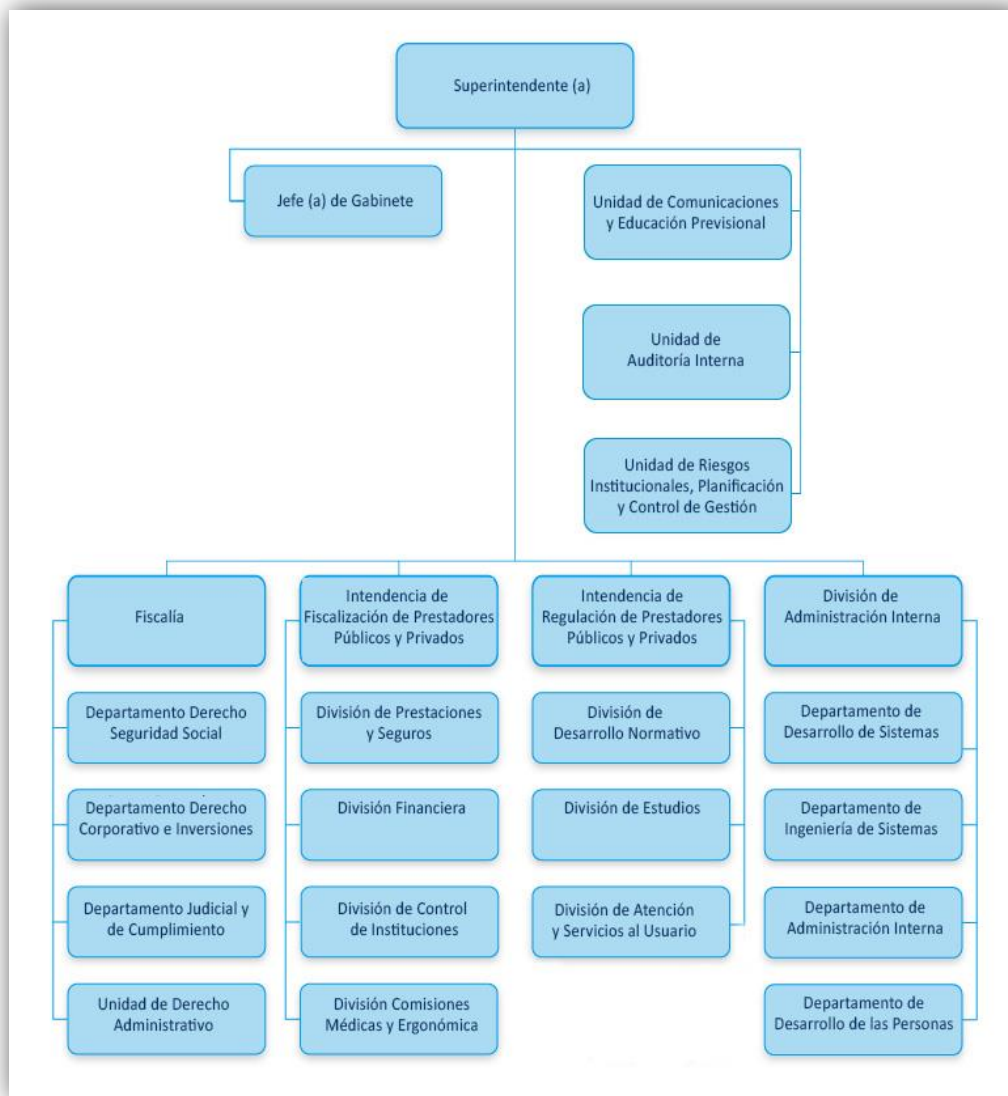 Superintendente (a)
Jefe (a) de Gabinete
Unidad de Comunicaciones
y Educación Previsional
Unidad de
Auditoría Interna
Unidad de Riesgos
Institucionales, Planificación
y Control de Gestión
Fiscalía
Departamento Derecho
Seguridad Social
Departamento Derecho
Corporativo e Inversiones
Departamento Judicial y
de Cumplimiento
Unidad de Derecho
Administrativo
Intendencia de
Fiscalización de Prestadores
Públicos y Privados
División de Prestaciones
y Seguros
División Financiera
División de Control
de Instituciones
División Comisiones
Médicas y Ergonómica
Intendencia de
Regulación de Prestadores
Públicos y Privados
División de
Desarrollo Normativo
División de Estudios
División de Atención
y Servicios al Usuario
División de
Administración Interna
Departamento de
Desarrollo de Sistemas
Departamento de
Ingeniería de Sistemas
Departamento de
Administración Interna
Departamento de
Desarrollo de las Personas